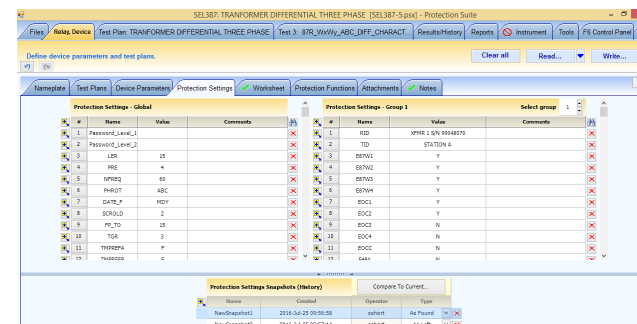 SEL387: TRANFORMER DIFFERENTIAL THREE PHASE [SEL387-5.psx] - Protection Suite
Files Relay, Device Test Plan: TRANFORMER DIFFERENTIAL THREE PHASE Test 3: 87R_WxWy_ABC_DIFF_CHARACT... Results/History Reports Instrument Tools F6 Control Panel
Define device parameters and test plans. Clear all Read... Write...
Nameplate Test Plans Device Parameters Protection Settings Worksheet Protection Functions Attachments Notes
Protection Settings - Global Protection Settings - Group 1 Select group 1
# Name Value Comments # Name Value Comments
1 Password_Level_1 1 RID XFMR 1 S/N 99048070
2 Password_Level_2 2 TID STATION A
3 LER 15 3 E87W1 Y
4 PRE 4 4 E87W2 Y
5 NFREQ 60 5 E87W3 Y
6 PHROT ABC 6 E87W4 Y
7 DATE_F MDY 7 EOC1 Y
8 SCROLD 2 8 EOC2 Y
9 FP_TO 15 9 EOC3 N
10 TGR 3 10 EOC4 N
11 TMPREFA F 11 EOCC N
12 12
Protection Settings Snapshots (History) Compare To Current...
Name Created Operator Type
NewSnapshot1 2016-Jul-25 09:56:58 eshort As Found